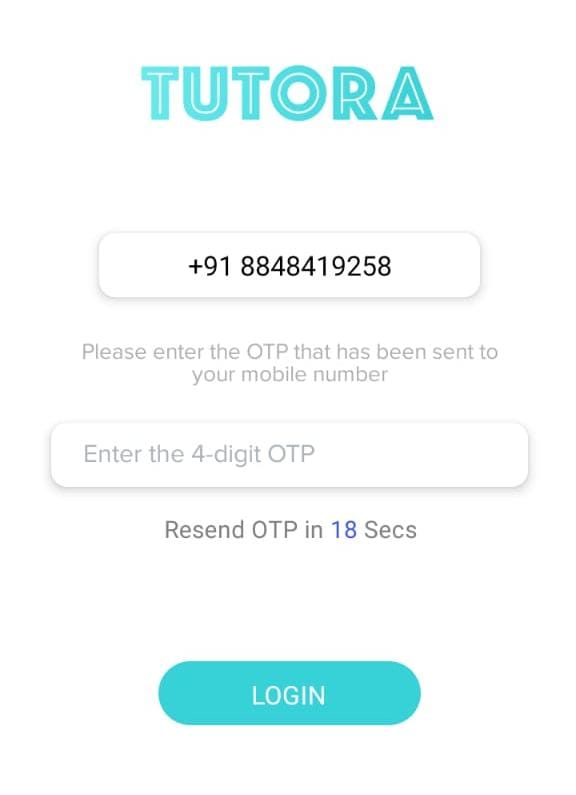 TUTORA
+91 8848419258
Please enter the OTP that has been sent to
your mobile number
Enter the 4-digit OTP
Resend OTP in 18 Secs
LOGIN